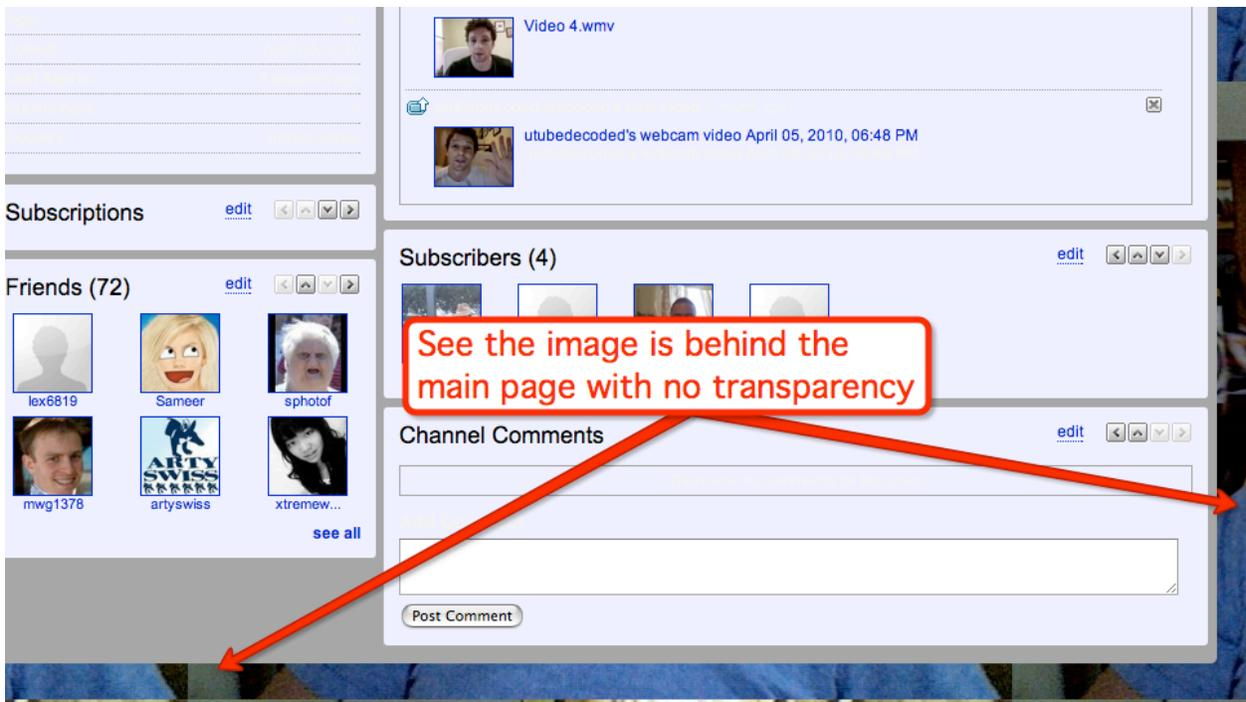 Video 4.wmv
utubedecoded's webcam video April 05, 2010, 06:48 PM
Subscriptions
edit
Friends (72)
edit
lex6819
Sameer
sphotof
ARTY
SWISS
mwg1378
artyswiss
xtremew...
see all
Subscribers (4)
edit
See the image is behind the
main page with no transparency
Channel Comments
edit
Post Comment